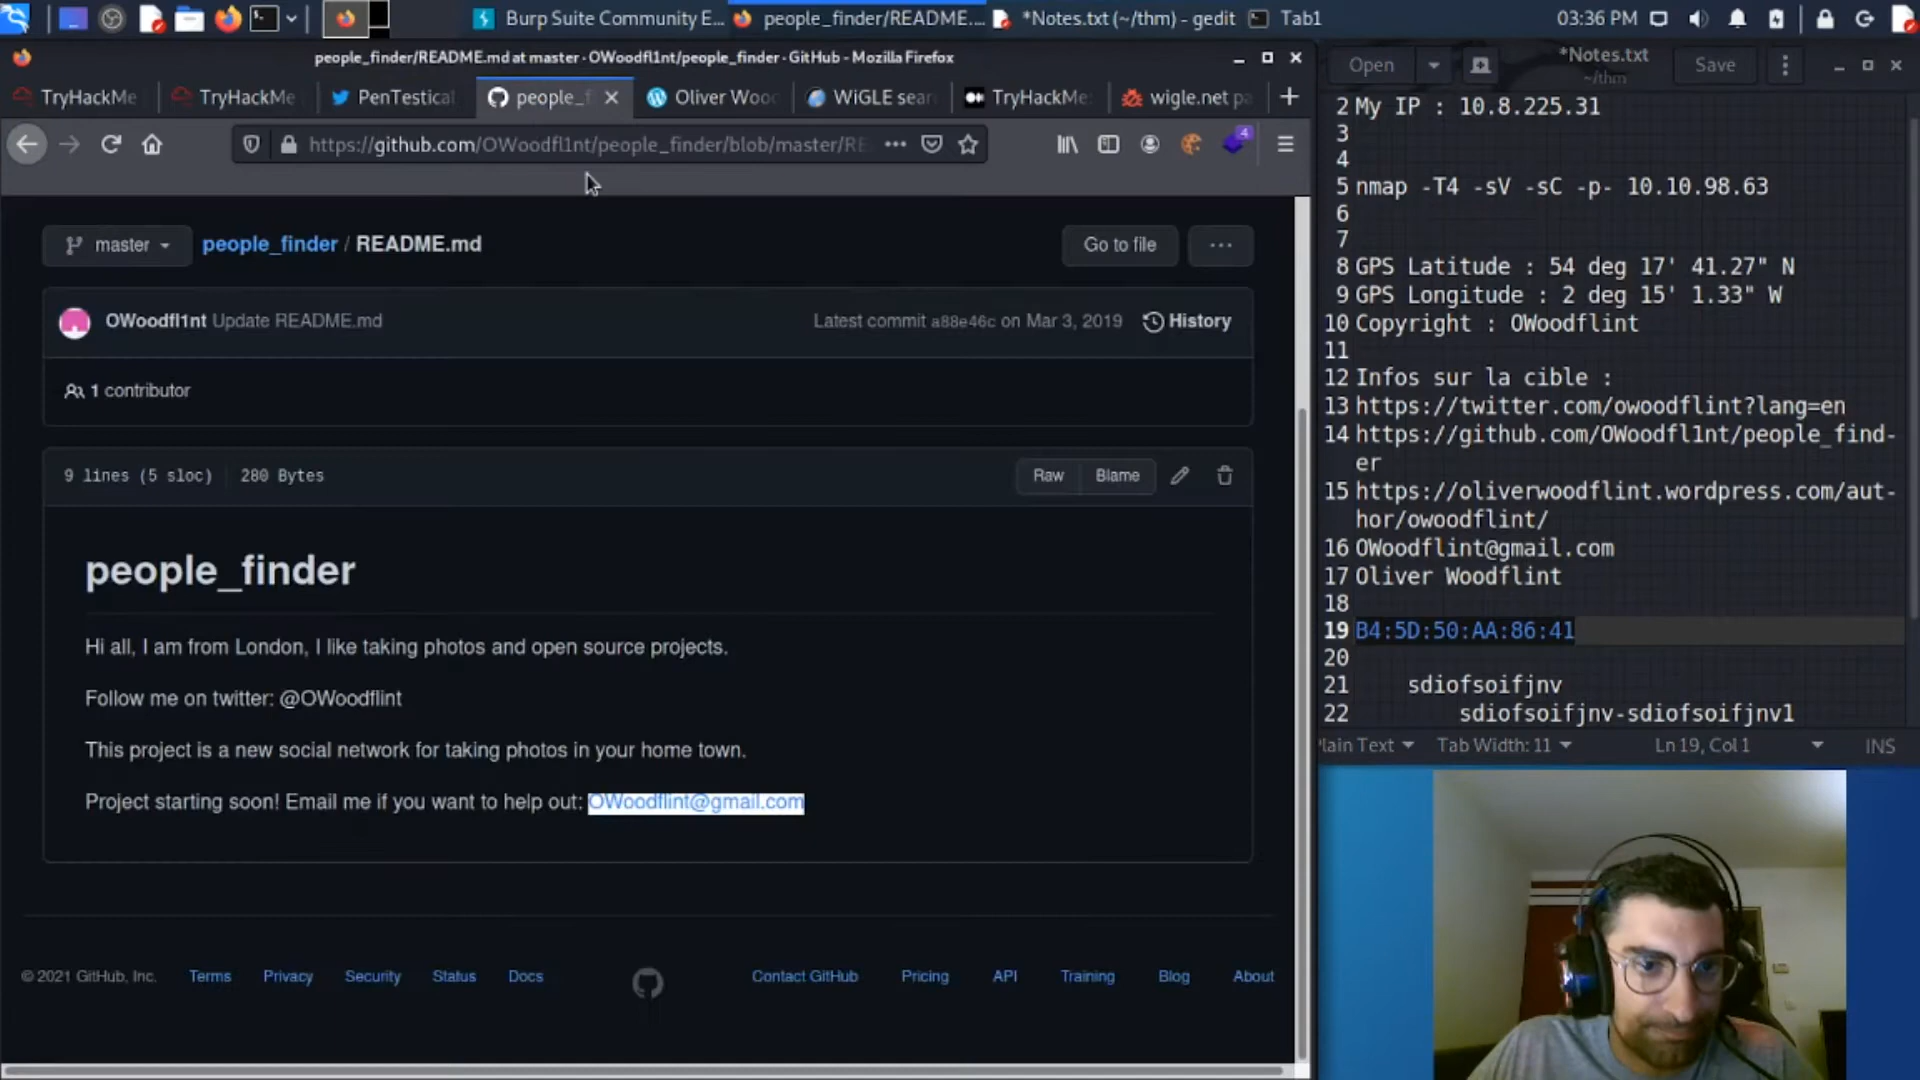 Burp Suite Community E...
people_finder/README....
*Notes.txt (~/thm) - gedit
Tab1
03:36 PM
people_finder/README.md at master · OWoodfl1nt/people_finder · GitHub - Mozilla Firefox
TryHackMe
TryHackMe
PenTestical
people_f
Oliver Woo
WiGLE sear
TryHackMe:
wigle.net pa
https://github.com/OWoodfl1nt/people_finder/blob/master/RE
4
master
people_finder / README.md
Go to file
OWoodfl1nt Update README.md
Latest commit a88e46c on Mar 3, 2019
History
1 contributor
9 lines (5 sloc)
280 Bytes
Raw
Blame
people_finder
Hi all, I am from London, I like taking photos and open source projects.
Follow me on twitter: @OWoodflint
This project is a new social network for taking photos in your home town.
Project starting soon! Email me if you want to help out: OWoodflint@gmail.com
© 2021 GitHub, Inc.
Terms
Privacy
Security
Status
Docs
Contact GitHub
Pricing
API
Training
Blog
About
Open
*Notes.txt
~/thm
Save
2 My IP : 10.8.225.31
3
4
5 nmap -T4 -sV -sC -p- 10.10.98.63
6
7
8 GPS Latitude : 54 deg 17' 41.27" N
9 GPS Longitude : 2 deg 15' 1.33" W
10 Copyright : OWoodflint
11
12 Infos sur la cible :
13 https://twitter.com/owoodflint?lang=en
14 https://github.com/OWoodfl1nt/people_find-
er
15 https://oliverwoodflint.wordpress.com/aut-
hor/owoodflint/
16 OWoodflint@gmail.com
17 Oliver Woodflint
18
19 B4:5D:50:AA:86:41
20
21 sdiofsoifjnv
22 sdiofsoifjnv-sdiofsoifjnv1
lain Text
Tab Width: 11
Ln 19, Col 1
INS